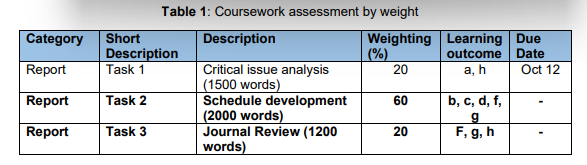 Table 1: Coursework assessment by weight
Category Short Description Description Weighting (%) Learning outcome Due Date
Report Task 1 Critical issue analysis (1500 words) 20 a, h Oct 12
Report Task 2 Schedule development (2000 words) 60 b, c, d, f, g -
Report Task 3 Journal Review (1200 words) 20 F, g, h -